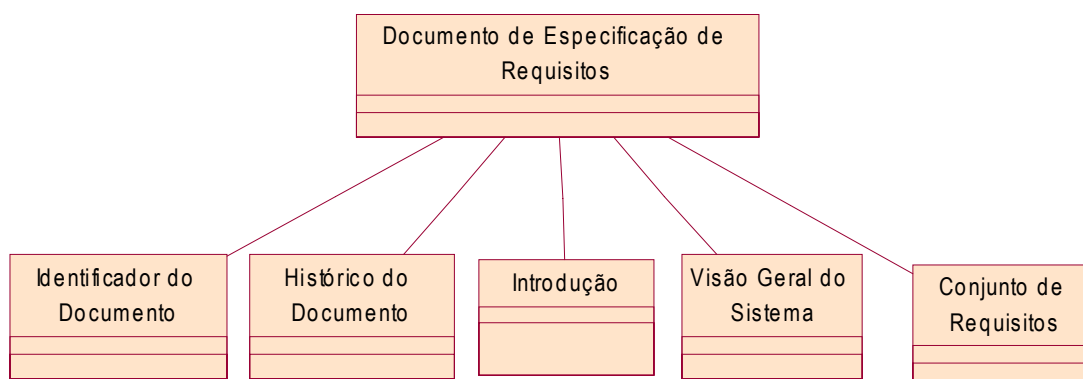 Documento de Especificação de
Requisitos
Identificador do
Documento
Histórico do
Documento
Introdução
Visão Geral do
Sistema
Conjunto de
Requisitos